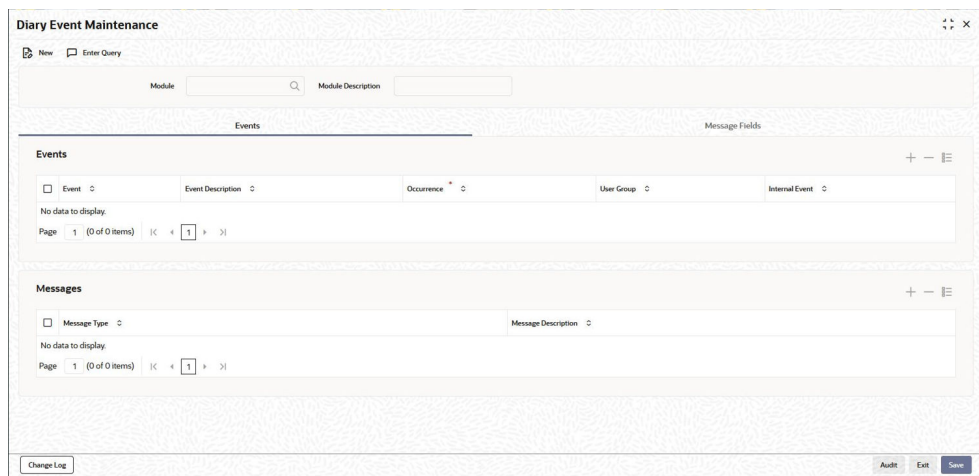 Diary Event Maintenance
New Enter Query
Module Module Description
Events Message Fields
Events
Event Event Description Occurrence * User Group Internal Event
No data to display.
Page 1 (0 of 0 items) 1
Messages
Message Type Message Description
No data to display.
Page 1 (0 of 0 items) 1
Change Log Audit Exit Save